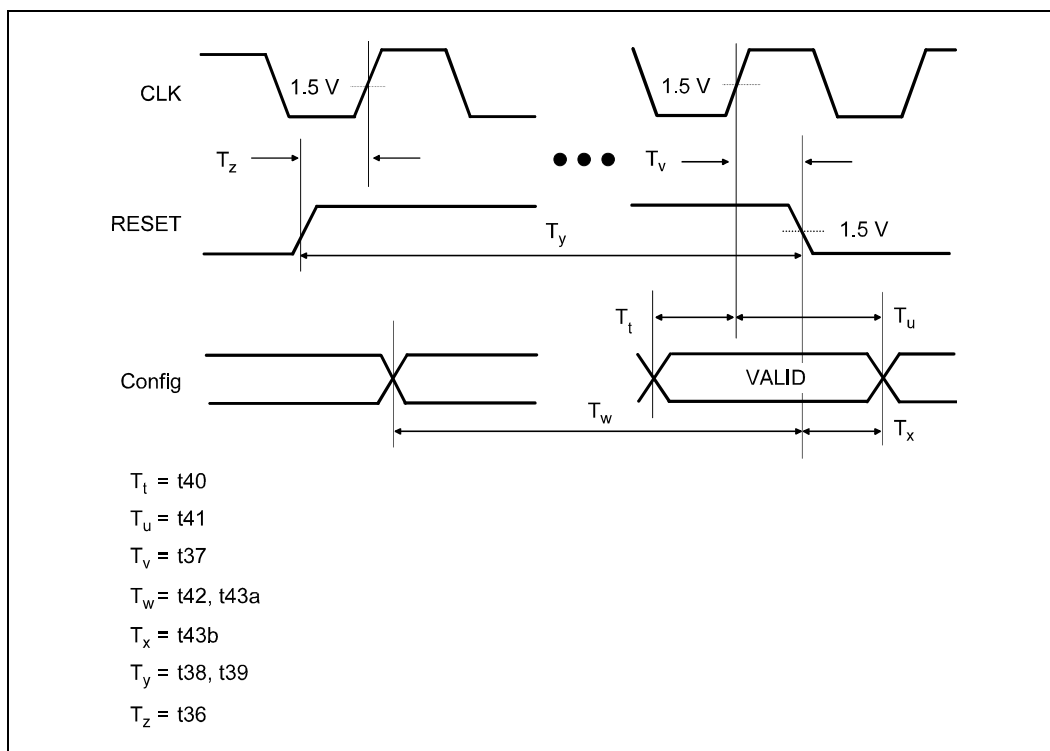 CLK
1.5 V
1.5 V
T_z
T_v
RESET
T_y
1.5 V
T_t
T_u
Config
VALID
T_w
T_x
T_t = t40
T_u = t41
T_v = t37
T_w = t42, t43a
T_x = t43b
T_y = t38, t39
T_z = t36